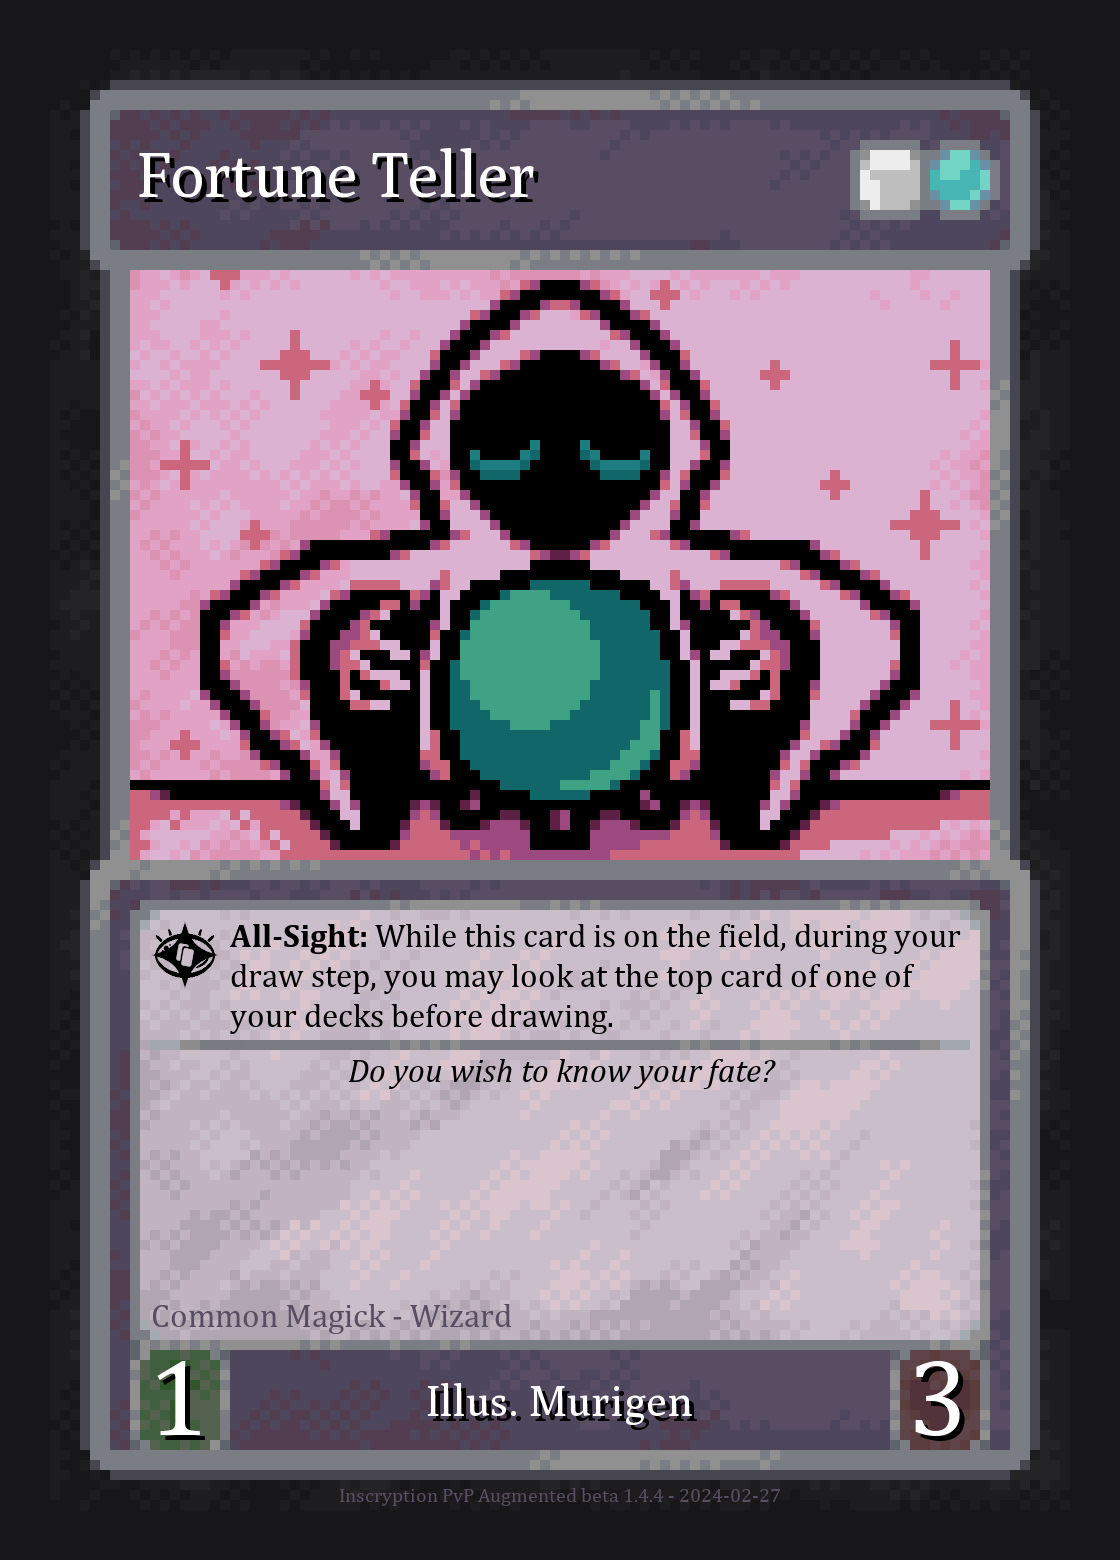 Fortune Teller
All-Sight: While this card is on the field, during your
draw step, you may look at the top card of one of
your decks before drawing.
Do you wish to know your fate?
Common Magick - Wizard
1
Illus. Murigen
3
Inscryption PvP Augmented beta 1.4.4 - 2024-02-27